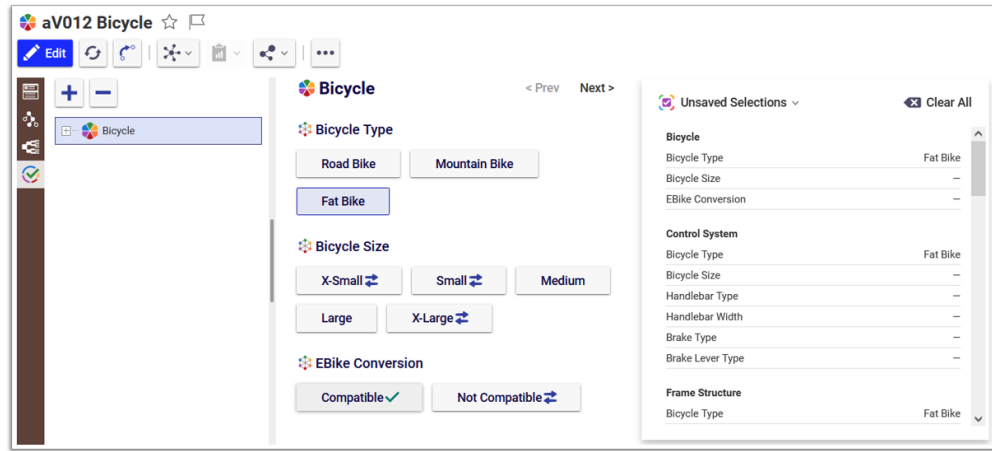 aV012 Bicycle
Edit
Bicycle
Bicycle
< Prev Next >
Bicycle Type
Road Bike Mountain Bike
Fat Bike
Bicycle Size
X-Small Small Medium
Large X-Large
EBike Conversion
Compatible Not Compatible
Unsaved Selections Clear All
Bicycle
Bicycle Type Fat Bike
Bicycle Size –
EBike Conversion –
Control System
Bicycle Type Fat Bike
Bicycle Size –
Handlebar Type –
Handlebar Width –
Brake Type –
Brake Lever Type –
Frame Structure
Bicycle Type Fat Bike